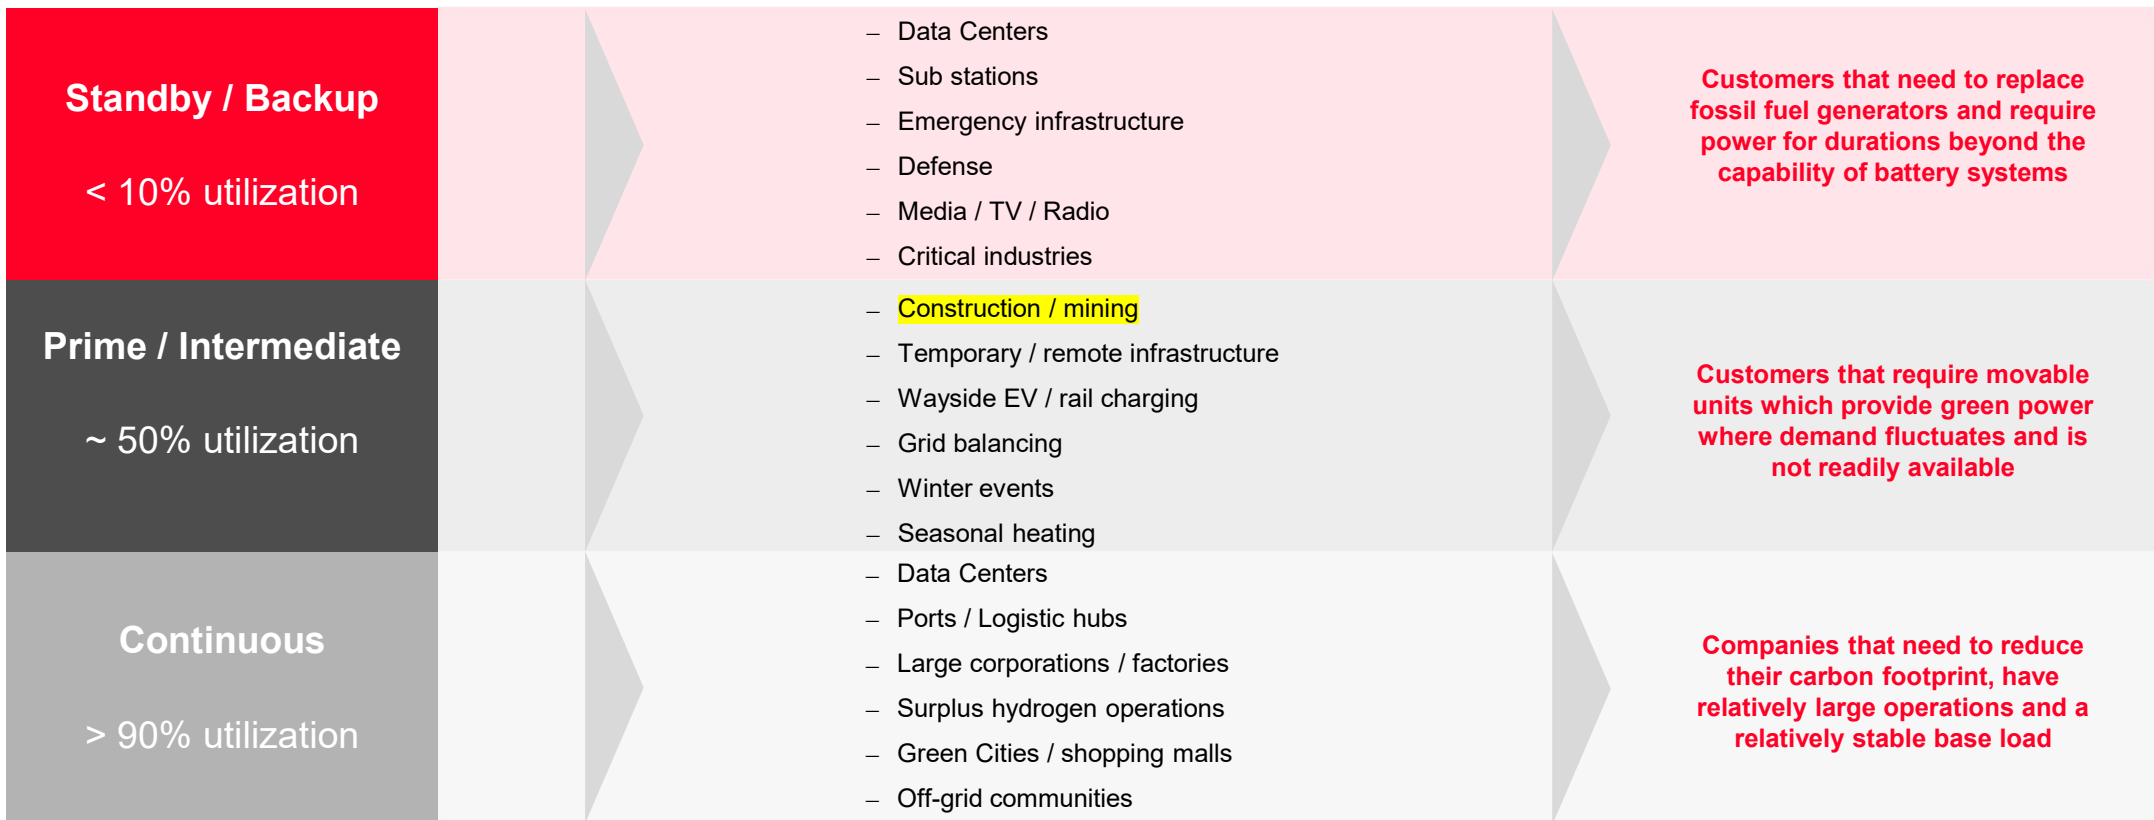 Standby / Backup
< 10% utilization
– Data Centers
– Sub stations
– Emergency infrastructure
– Defense
– Media / TV / Radio
– Critical industries
Customers that need to replace
fossil fuel generators and require
power for durations beyond the
capability of battery systems
Prime / Intermediate
~ 50% utilization
– Construction / mining
– Temporary / remote infrastructure
– Wayside EV / rail charging
– Grid balancing
– Winter events
– Seasonal heating
Customers that require movable
units which provide green power
where demand fluctuates and is
not readily available
Continuous
> 90% utilization
– Data Centers
– Ports / Logistic hubs
– Large corporations / factories
– Surplus hydrogen operations
– Green Cities / shopping malls
– Off-grid communities
Companies that need to reduce
their carbon footprint, have
relatively large operations and a
relatively stable base load